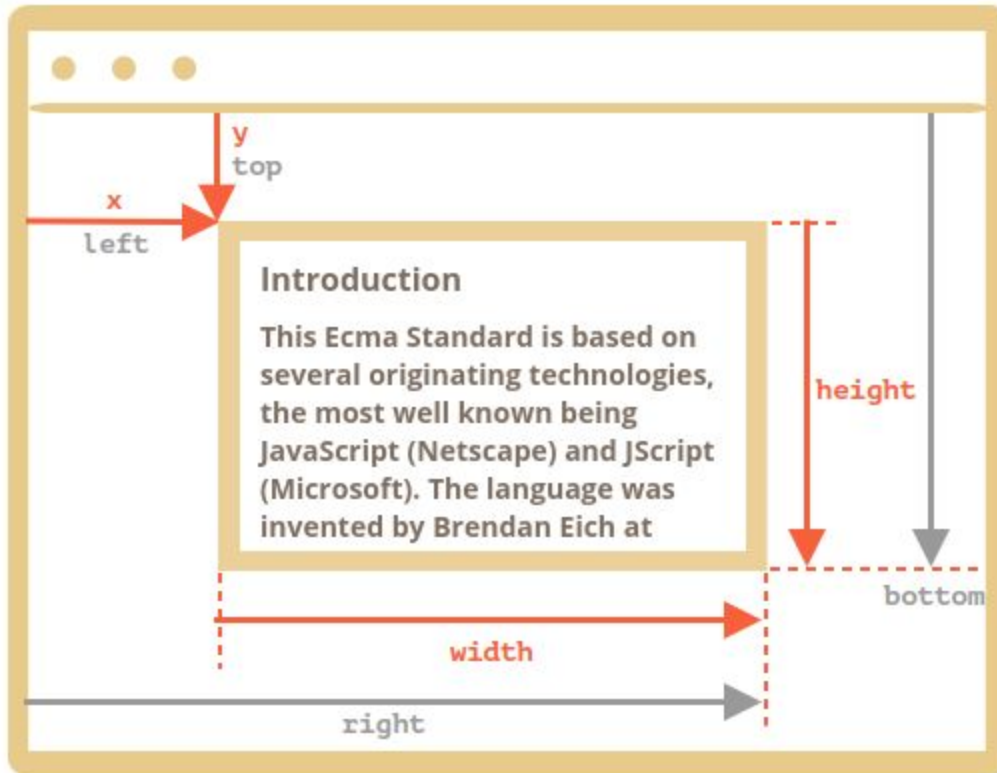 y
top
x
left
Introduction
This Ecma Standard is based on
several originating technologies,
the most well known being
JavaScript (Netscape) and JScript
(Microsoft). The language was
invented by Brendan Eich at
height
bottom
width
right